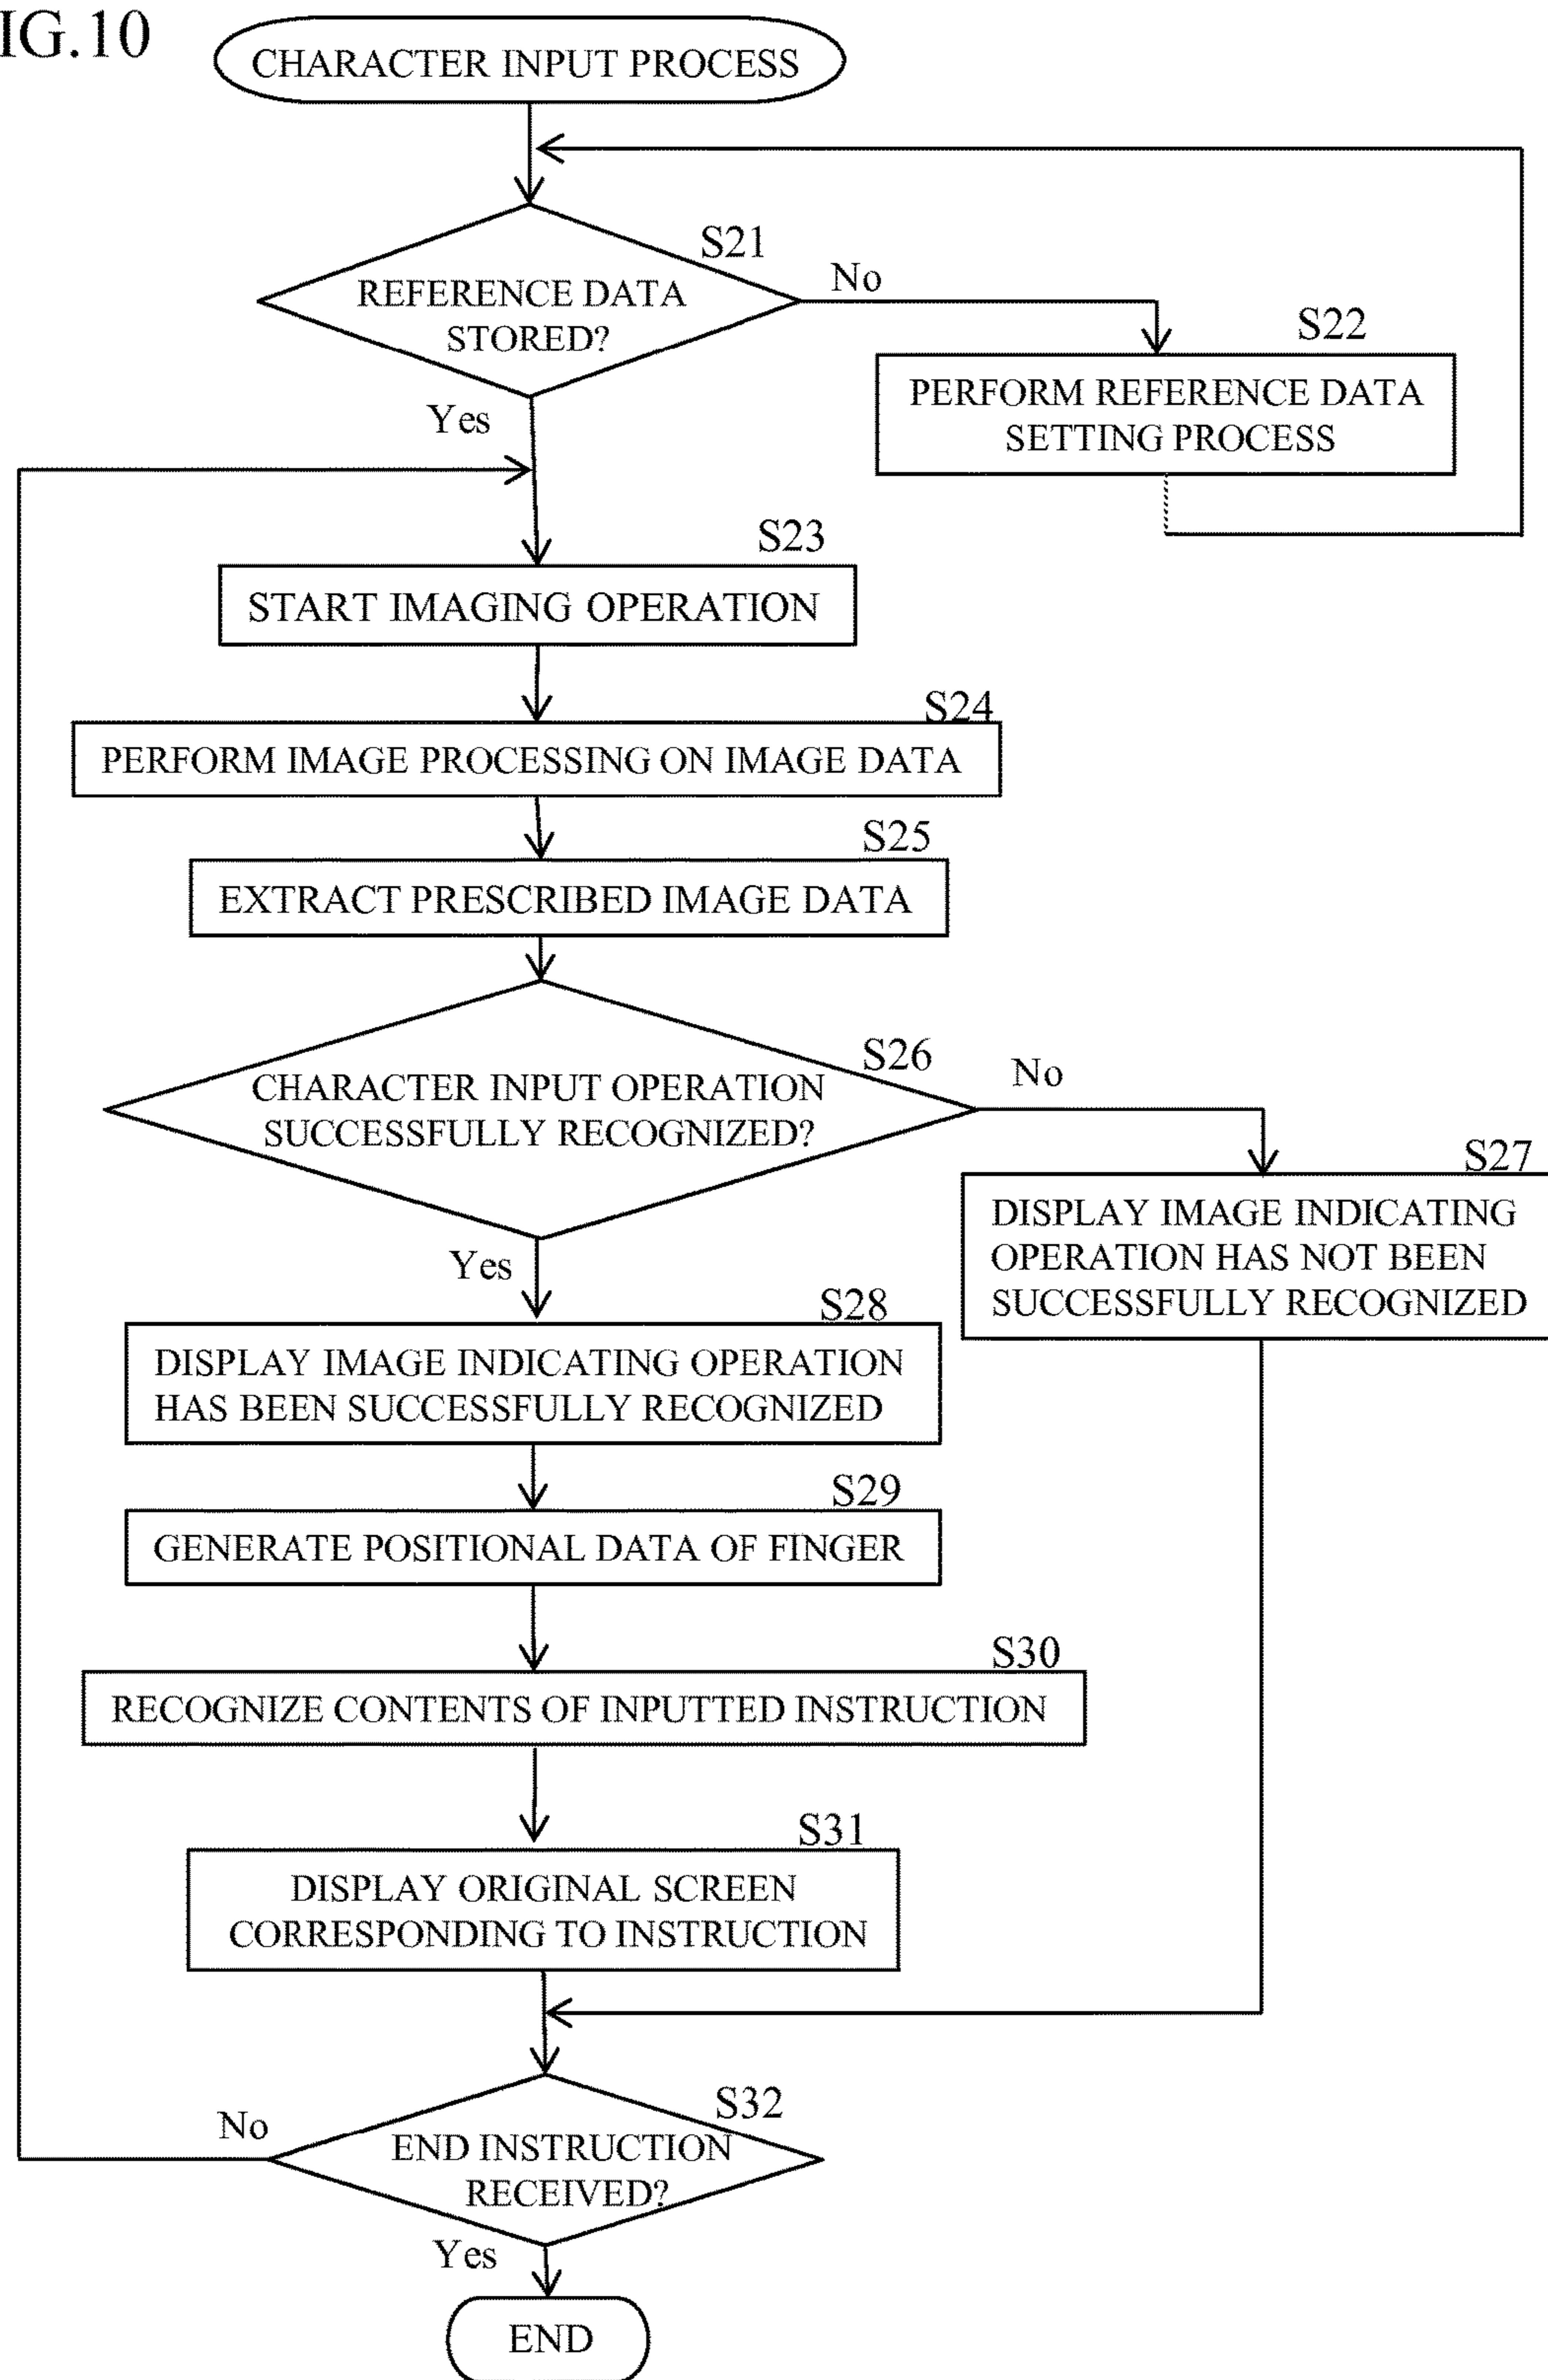 IG.10
CHARACTER INPUT PROCESS
S21
REFERENCE DATA
STORED?
No
Yes
S22
PERFORM REFERENCE DATA
SETTING PROCESS
S23
START IMAGING OPERATION
S24
PERFORM IMAGE PROCESSING ON IMAGE DATA
S25
EXTRACT PRESCRIBED IMAGE DATA
S26
CHARACTER INPUT OPERATION
SUCCESSFULLY RECOGNIZED?
No
Yes
S27
DISPLAY IMAGE INDICATING
OPERATION HAS NOT BEEN
SUCCESSFULLY RECOGNIZED
S28
DISPLAY IMAGE INDICATING OPERATION
HAS BEEN SUCCESSFULLY RECOGNIZED
S29
GENERATE POSITIONAL DATA OF FINGER
S30
RECOGNIZE CONTENTS OF INPUTTED INSTRUCTION
S31
DISPLAY ORIGINAL SCREEN
CORRESPONDING TO INSTRUCTION
S32
No
END INSTRUCTION
RECEIVED?
Yes
END